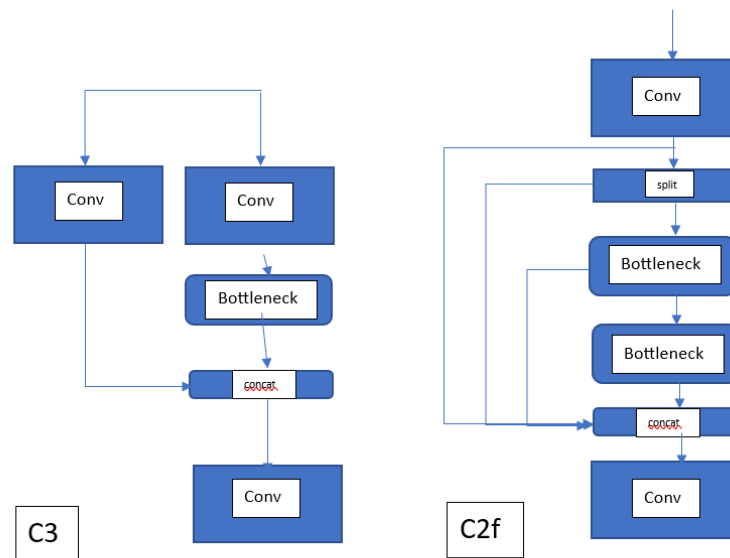 Conv
Conv
Bottleneck
concat
Conv
C3
Conv
split
Bottleneck
Bottleneck
concat
Conv
C2f